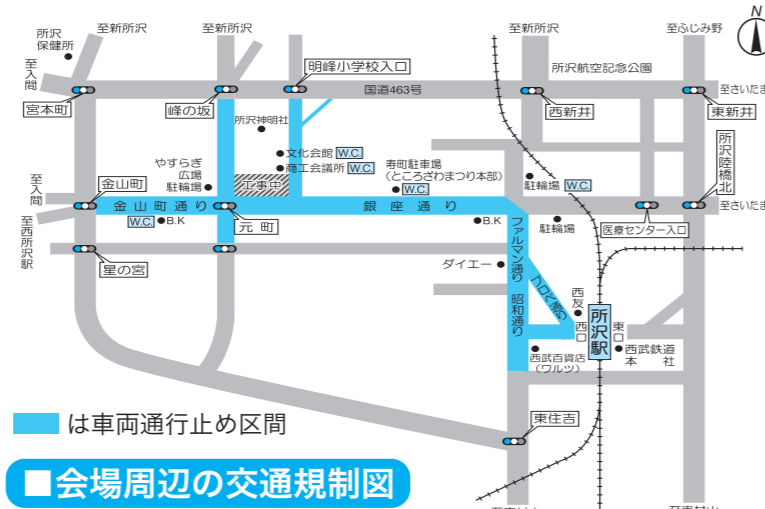 至新所沢
至新所沢
至新所沢
至ふじみ野
N
所沢
保健所
明峰小学校入口
所沢航空記念公園
至入間
国道463号
至さいたま
宮本町
峰の坂
西新井
東新井
所沢神明社
文化会館 W.C.
商工会議所 W.C.
工事中
寿町駐車場
(ところざわまつり本部)
W.C.
駐輪場 W.C.
所沢陸橋北
やすらぎ
広場
駐輪場
金山町
至入間
金山町通り
銀座通り
至さいたま
W.C.
B.K
元町
B.K
駐輪場
医療センター入口
至西所沢駅
星の宮
ファルマン通り
ダイエー
昭和通り
プロペ通り
西友
西口
所沢駅
東口
西武百貨店
(ワルツ)
西武鉄道
本社
東住吉
は車両通行止め区間
■会場周辺の交通規制図